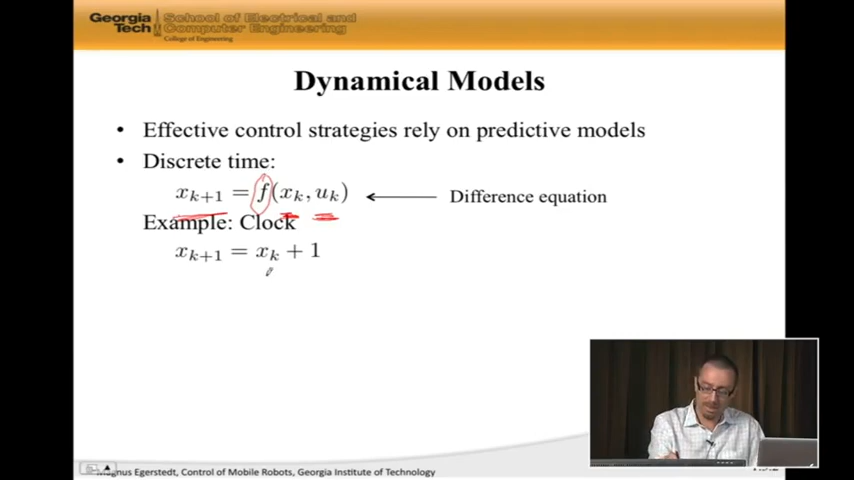 Georgia Tech
School of Electrical and Computer Engineering
College of Engineering
Dynamical Models
• Effective control strategies rely on predictive models
• Discrete time:
x_{k+1} = f(x_k, u_k) ← Difference equation
Example: Clock
x_{k+1} = x_k + 1
Magnus Egerstedt, Control of Mobile Robots, Georgia Institute of Technology